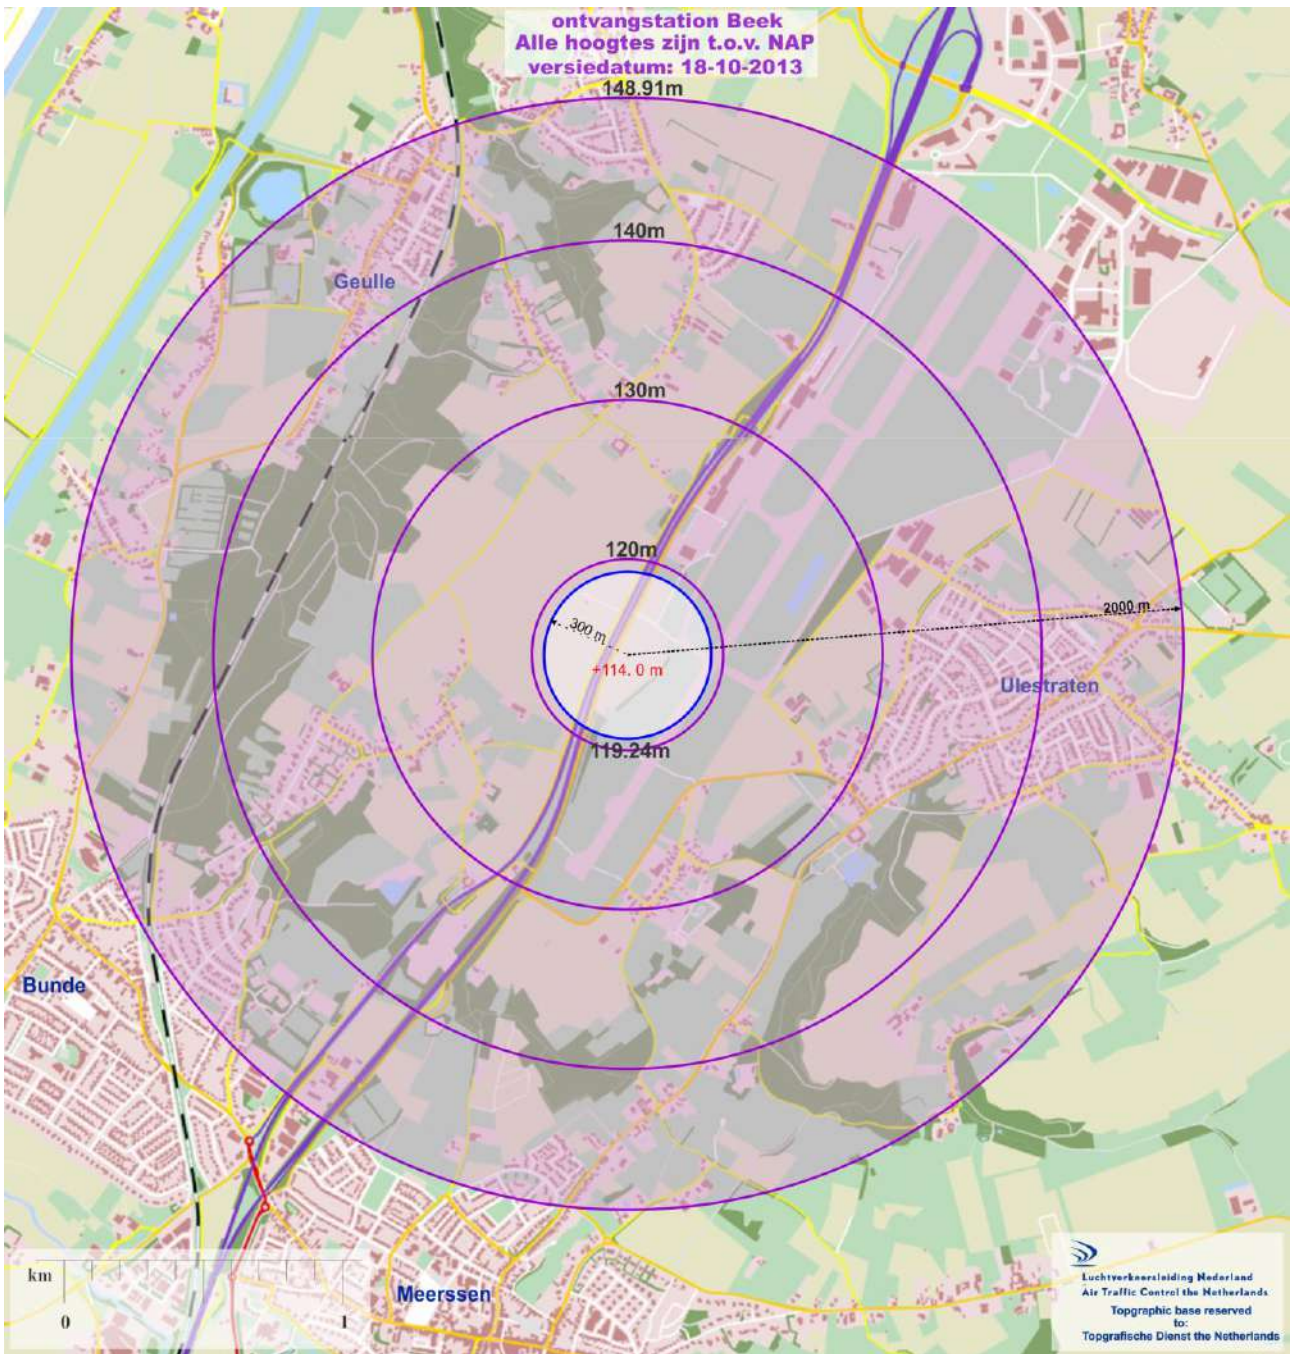 ontvangstation Beek
Alle hoogtes zijn t.o.v. NAP
versiedatum: 18-10-2013
148.91m
140m
Geulle
130m
120m
2000 m
300 m
+114. 0 m
Ulestraten
119.24m
Bunde
km
0
1
Meerssen
Luchtverkeersleiding Nederland
Air Traffic Control the Netherlands
Topgraphic base reserved
to:
Topgrafische Dienst the Netherlands